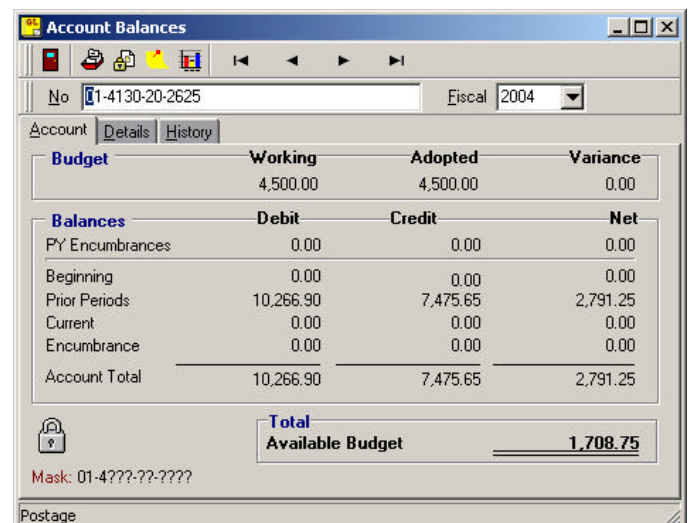 Account Balances
No 01-4130-20-2625 Fiscal 2004
Account Details History
Budget Working Adopted Variance
4,500.00 4,500.00 0.00
Balances Debit Credit Net
PY Encumbrances 0.00 0.00 0.00
Beginning 0.00 0.00 0.00
Prior Periods 10,266.90 7,475.65 2,791.25
Current 0.00 0.00 0.00
Encumbrance 0.00 0.00 0.00
Account Total 10,266.90 7,475.65 2,791.25
Total
Available Budget 1,708.75
Mask: 01-4???-??-????
Postage